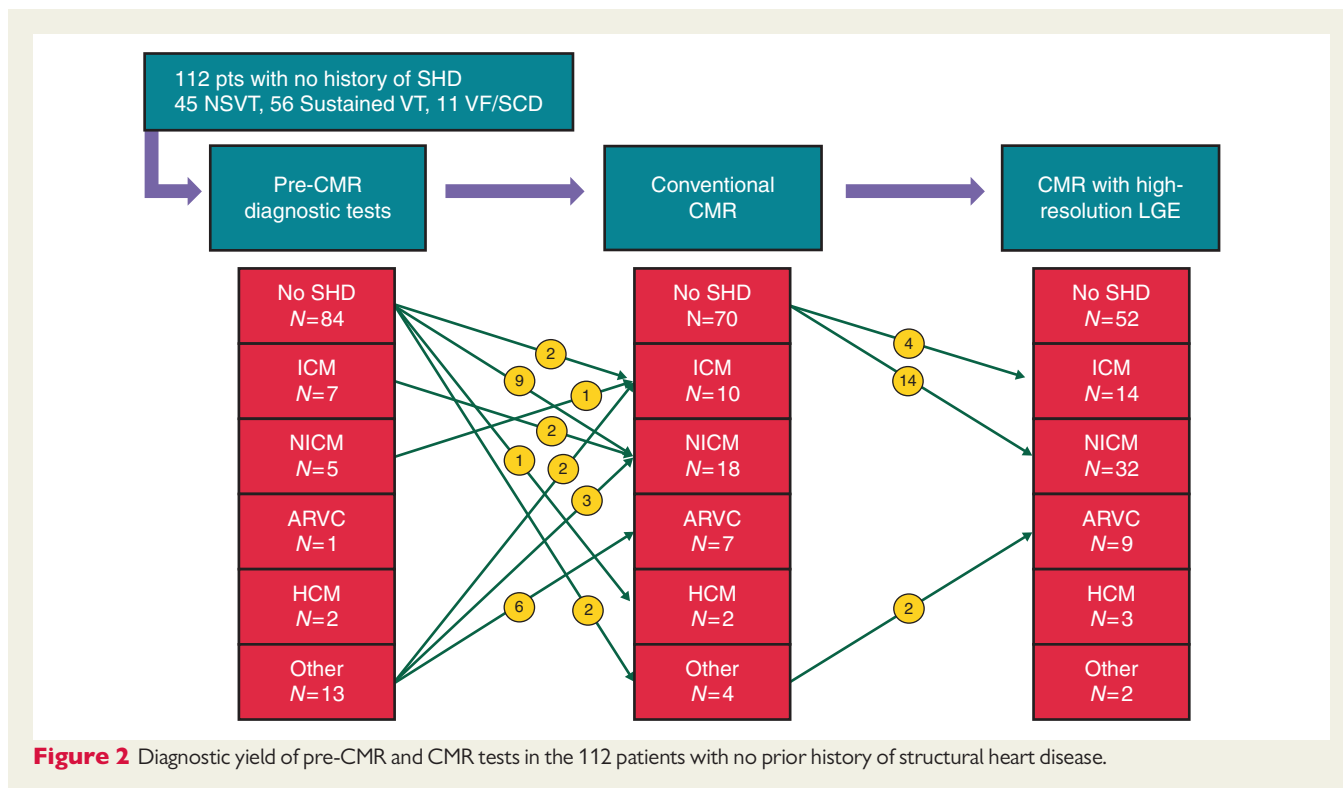 112 pts with no history of SHD
45 NSVT, 56 Sustained VT, 11 VF/SCD
Pre-CMR
diagnostic tests
Conventional
CMR
CMR with high-
resolution LGE
No SHD
N=84
ICM
N=7
NICM
N=5
ARVC
N=1
HCM
N=2
Other
N=13
2
9
1
2
1
2
3
6
2
No SHD
N=70
ICM
N=10
NICM
N=18
ARVC
N=7
HCM
N=2
Other
N=4
4
14
2
No SHD
N=52
ICM
N=14
NICM
N=32
ARVC
N=9
HCM
N=3
Other
N=2
Figure 2 Diagnostic yield of pre-CMR and CMR tests in the 112 patients with no prior history of structural heart disease.